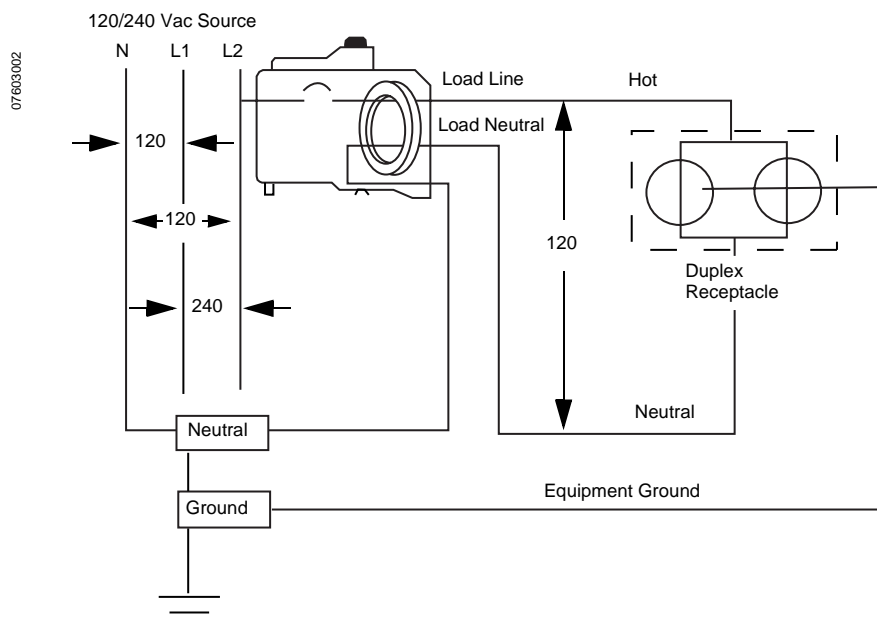 120/240 Vac Source
N L1 L2
07603002
Load Line
Hot
Load Neutral
120
120
120
240
Duplex
Receptacle
Neutral
Neutral
Equipment Ground
Ground